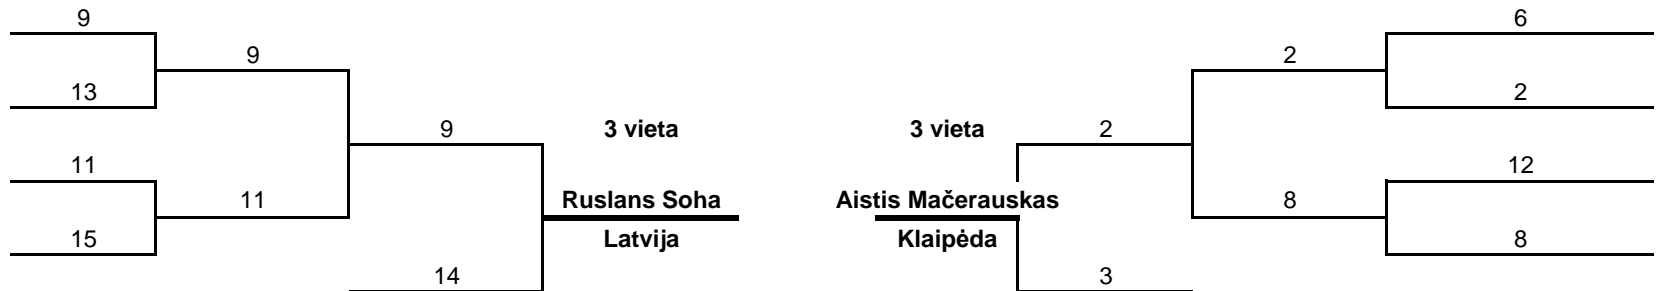 9 6
9 2
13 2
9 3 vieta 3 vieta 2
11 12
Ruslans Soha Aistis Mačerauskas
11 8
15 Latvija Klaipėda 8
14 3